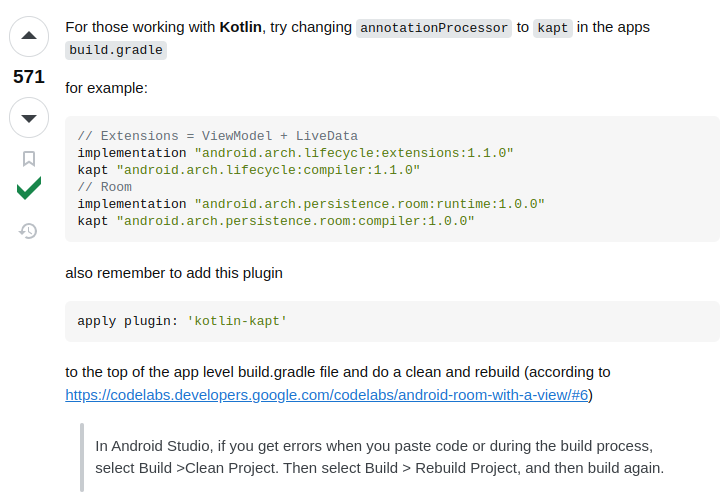 For those working with Kotlin, try changing annotationProcessor to kapt in the apps
build.gradle
571
for example:
// Extensions = ViewModel + LiveData
implementation "android.arch.lifecycle:extensions:1.1.0"
kapt "android.arch.lifecycle:compiler:1.1.0"
// Room
implementation "android.arch.persistence.room:runtime:1.0.0"
kapt "android.arch.persistence.room:compiler:1.0.0"
also remember to add this plugin
apply plugin: 'kotlin-kapt'
to the top of the app level build.gradle file and do a clean and rebuild (according to
https://codelabs.developers.google.com/codelabs/android-room-with-a-view/#6)
In Android Studio, if you get errors when you paste code or during the build process,
select Build >Clean Project. Then select Build > Rebuild Project, and then build again.